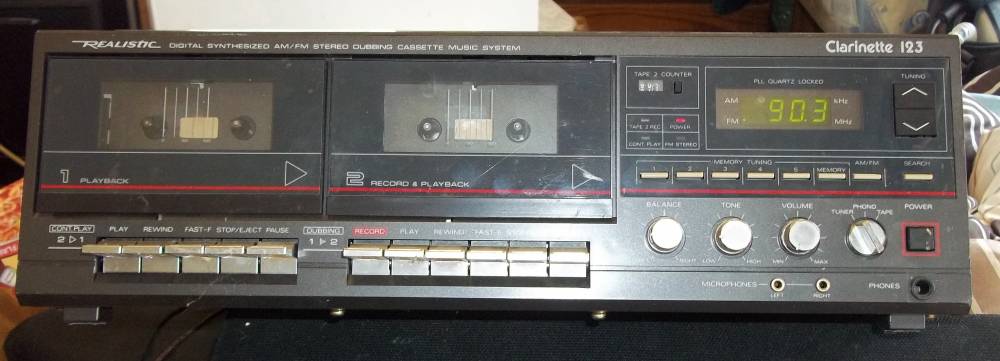 REALISTIC DIGITAL SYNTHESIZED AM/FM STEREO DUBBING CASSETTE MUSIC SYSTEM
Clarinette 123
TAPE 2 COUNTER
PLL QUARTZ LOCKED
TUNING
AM 90.3 kHz
FM MHz
TAPE 2 REC POWER
CONT PLAY FM STEREO
1 PLAYBACK
2 RECORD & PLAYBACK
MEMORY TUNING AM/FM SEARCH
1 2 3 4 5 MEMORY
BALANCE TONE VOLUME PHONO POWER
TUNER TAPE
RIGHT LOW HIGH MIN MAX
CONT PLAY PLAY REWIND FAST-F STOP/EJECT PAUSE
2 ▷ 1
DUBBING RECORD PLAY REWIND FAST-F
1 ▷ 2
MICROPHONES LEFT RIGHT PHONES